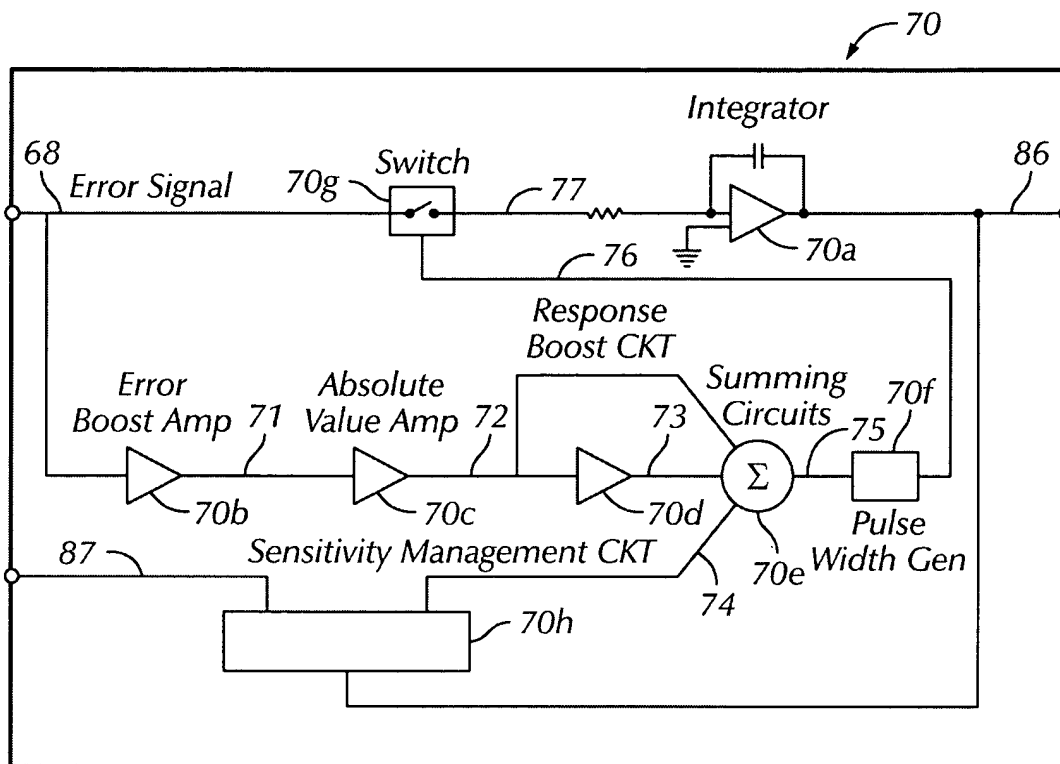 70
Integrator
68
Switch
86
Error Signal
70g
77
70a
76
Response
Boost CKT
Error
Boost Amp
Absolute
Value Amp
Summing
Circuits
70f
71
72
73
75
Σ
70b
70c
70d
70e
Pulse
Width Gen
87
Sensitivity Management CKT
74
70h